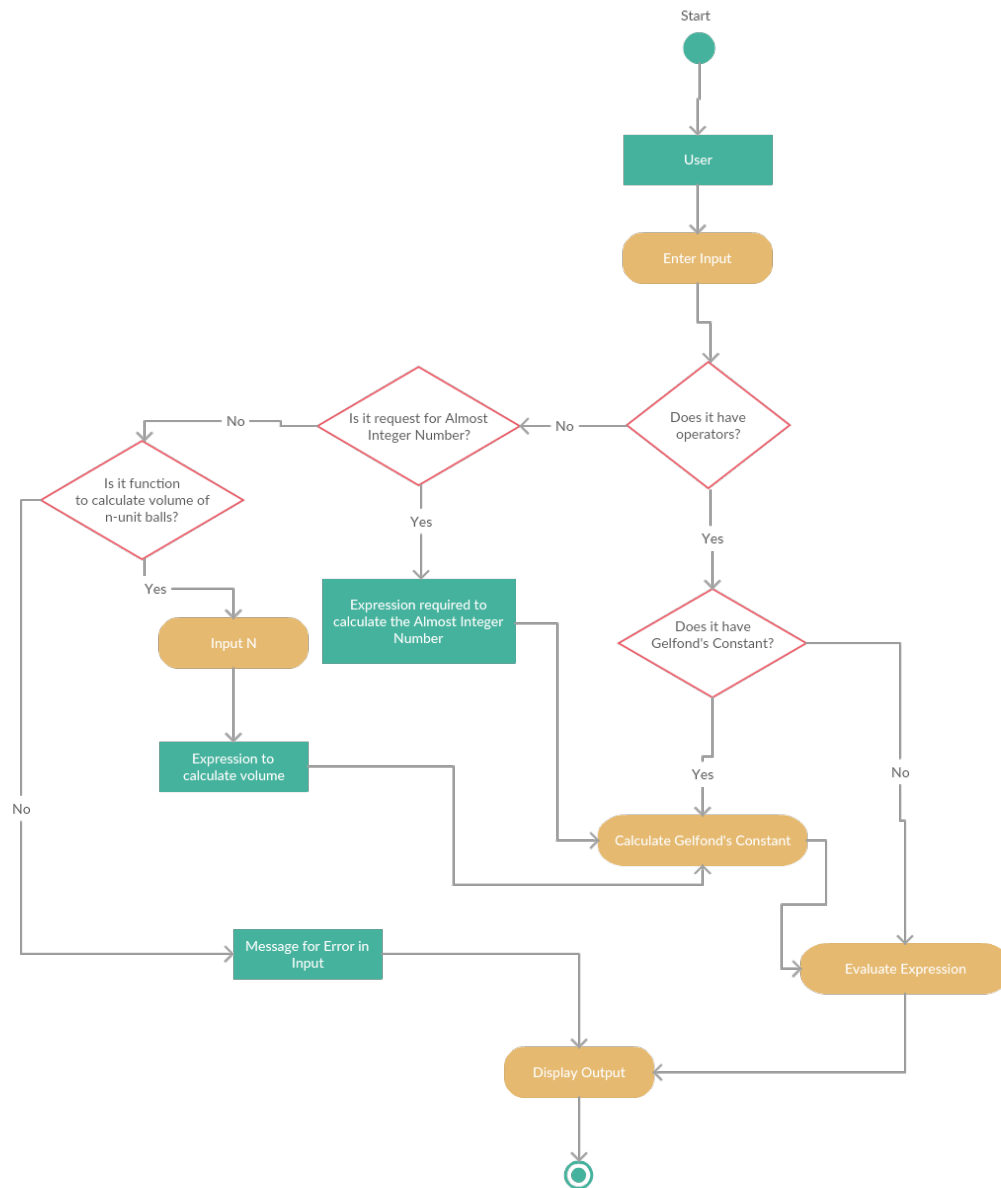 Start
User
Enter Input
Does it have
operators?
No
Is it request for Almost
Integer Number?
No
Is it function
to calculate volume of
n-unit balls?
Yes
Yes
Yes
Expression required to
calculate the Almost Integer
Number
Does it have
Gelfond's Constant?
Input N
Expression to
calculate volume
Yes
No
No
Calculate Gelfond's Constant
Message for Error in
Input
Evaluate Expression
Display Output